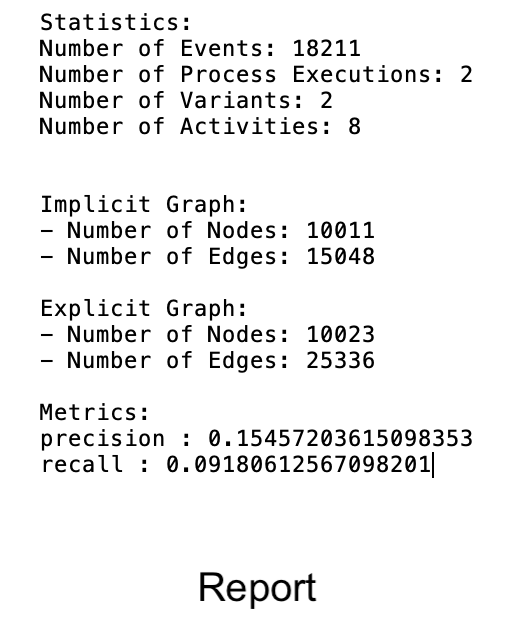 Statistics:
Number of Events: 18211
Number of Process Executions: 2
Number of Variants: 2
Number of Activities: 8
Implicit Graph:
– Number of Nodes: 10011
– Number of Edges: 15048
Explicit Graph:
– Number of Nodes: 10023
– Number of Edges: 25336
Metrics:
precision : 0.15457203615098353
recall : 0.09180612567098201
Report